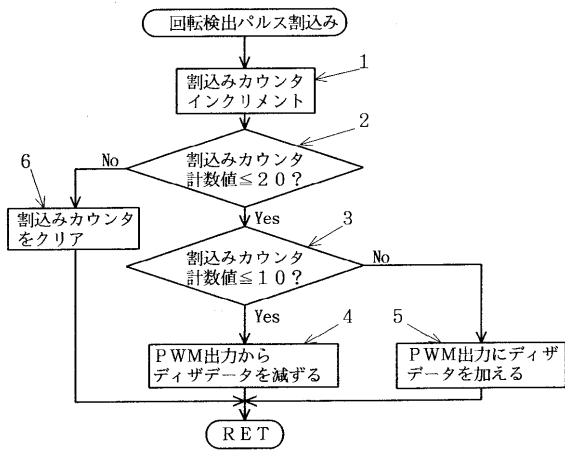 回転検出パルス割込み
1
割込みカウンタ
インクリメント
2
6
No
割込みカウンタ
計数値≦20?
割込みカウンタ
をクリア
Yes
3
割込みカウンタ
計数値≦10?
No
Yes
4
5
PWM出力から
ディザデータを減ずる
PWM出力にディザ
データを加える
RET